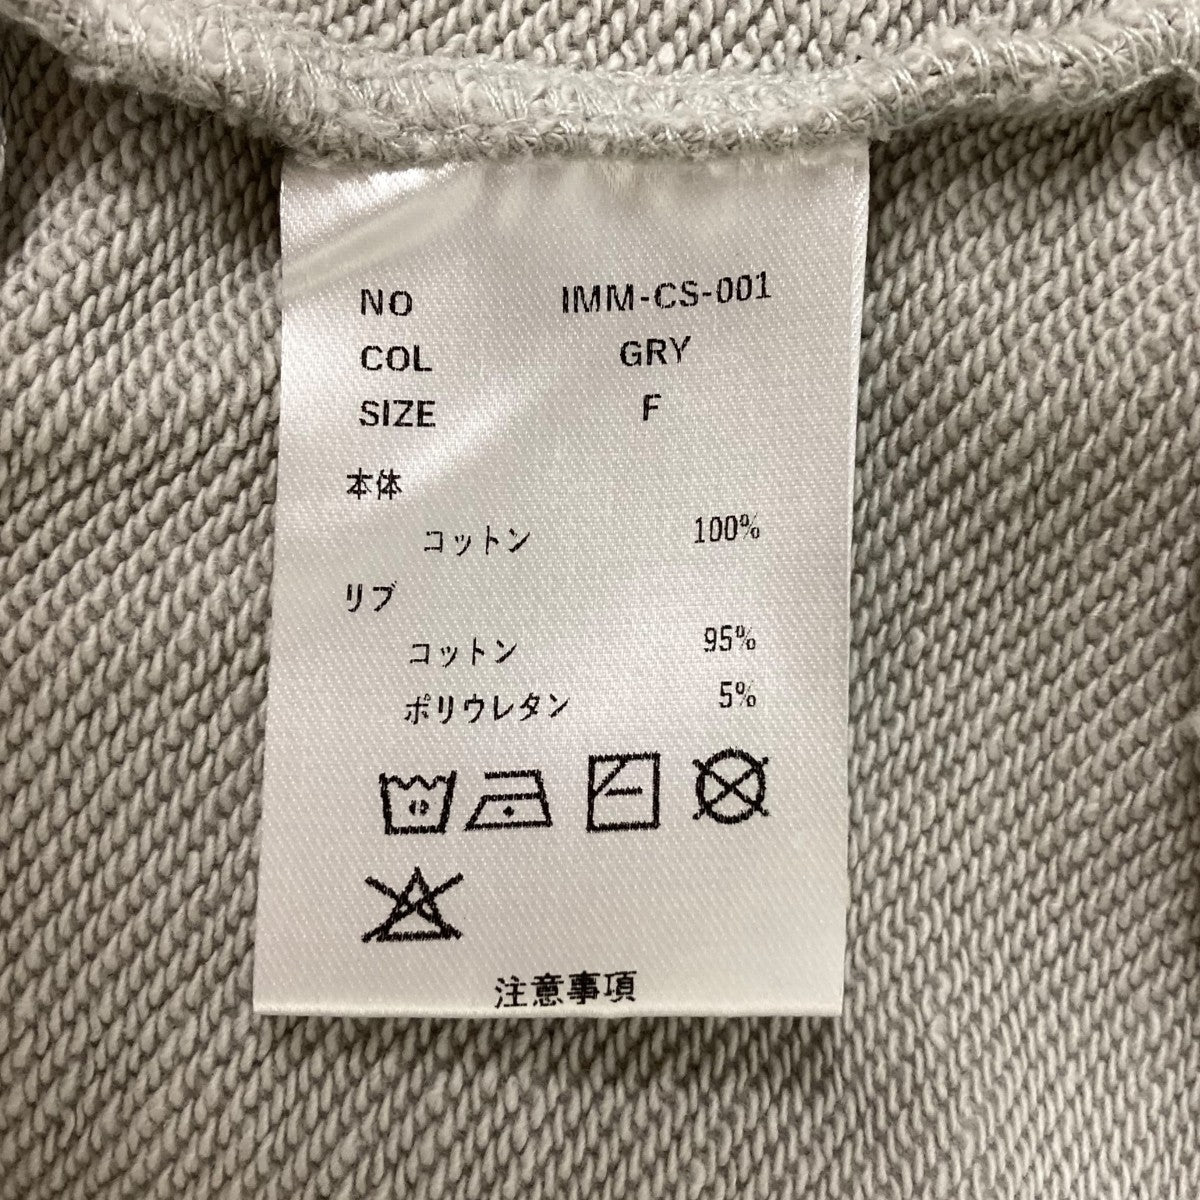 NO IMM-CS-001
COL GRY
SIZE F
本体
コットン 100%
リブ
コットン 95%
ポリウレタン 5%
注意事項